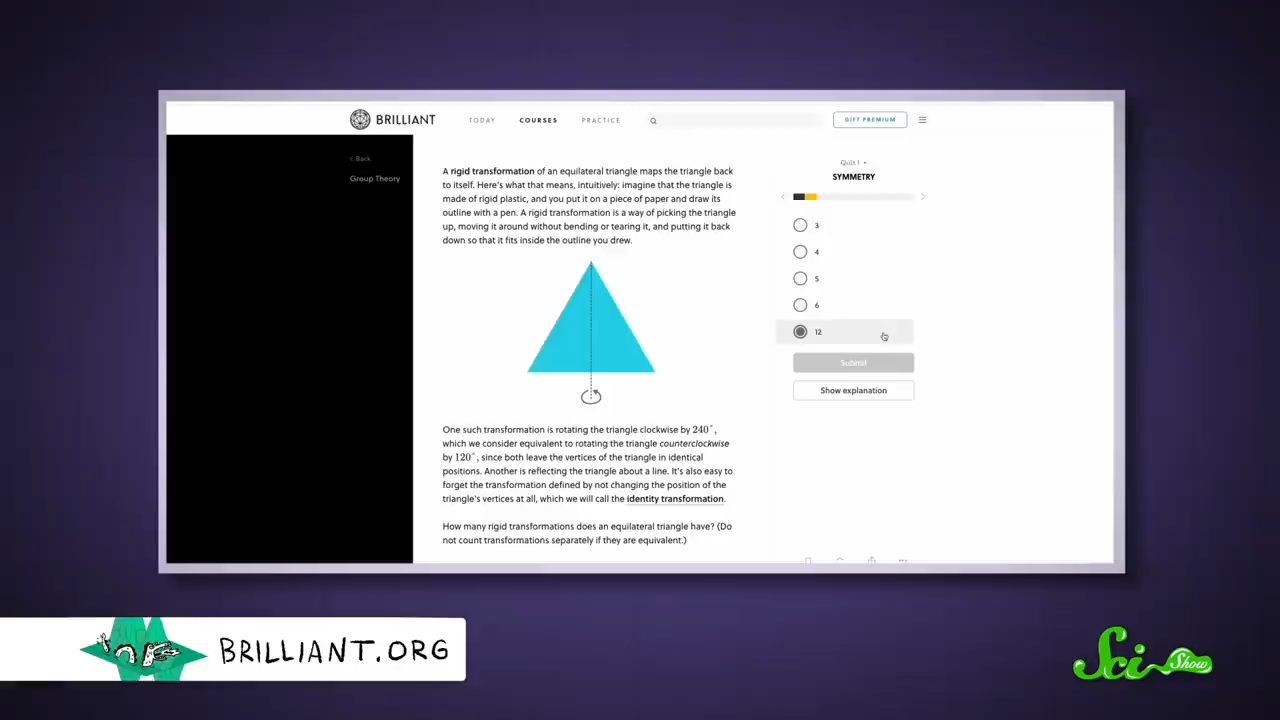 BRILLIANT
TODAY
COURSES
PRACTICE
GIFT PREMIUM
Back
Group Theory
A rigid transformation of an equilateral triangle maps the triangle back
to itself. Here's what that means, intuitively: imagine that the triangle is
made of rigid plastic, and you put it on a piece of paper and draw its
outline with a pen. A rigid transformation is a way of picking the triangle
up, moving it around without bending or tearing it, and putting it back
down so that it fits inside the outline you drew.
One such transformation is rotating the triangle clockwise by 240°,
which we consider equivalent to rotating the triangle counterclockwise
by 120°, since both leave the vertices of the triangle in identical
positions. Another is reflecting the triangle about a line. It's also easy to
forget the transformation defined by not changing the position of the
triangle's vertices at all, which we will call the identity transformation.
How many rigid transformations does an equilateral triangle have? (Do
not count transformations separately if they are equivalent.)
Quiz 1
SYMMETRY
3
4
5
6
12
Submit
Show explanation
BRILLIANT.ORG
Sci Show